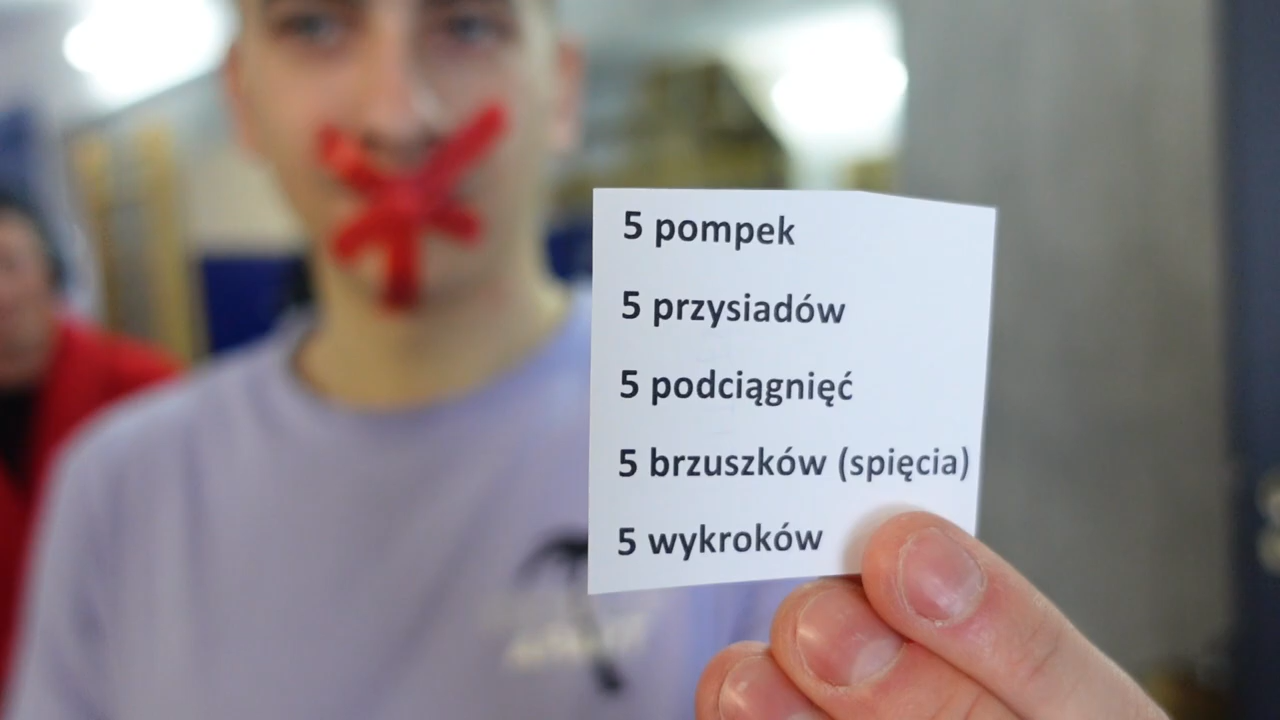 5 pompek
5 przysiadów
5 podciągnięć
5 brzuszków (spięcia)
5 wykroków